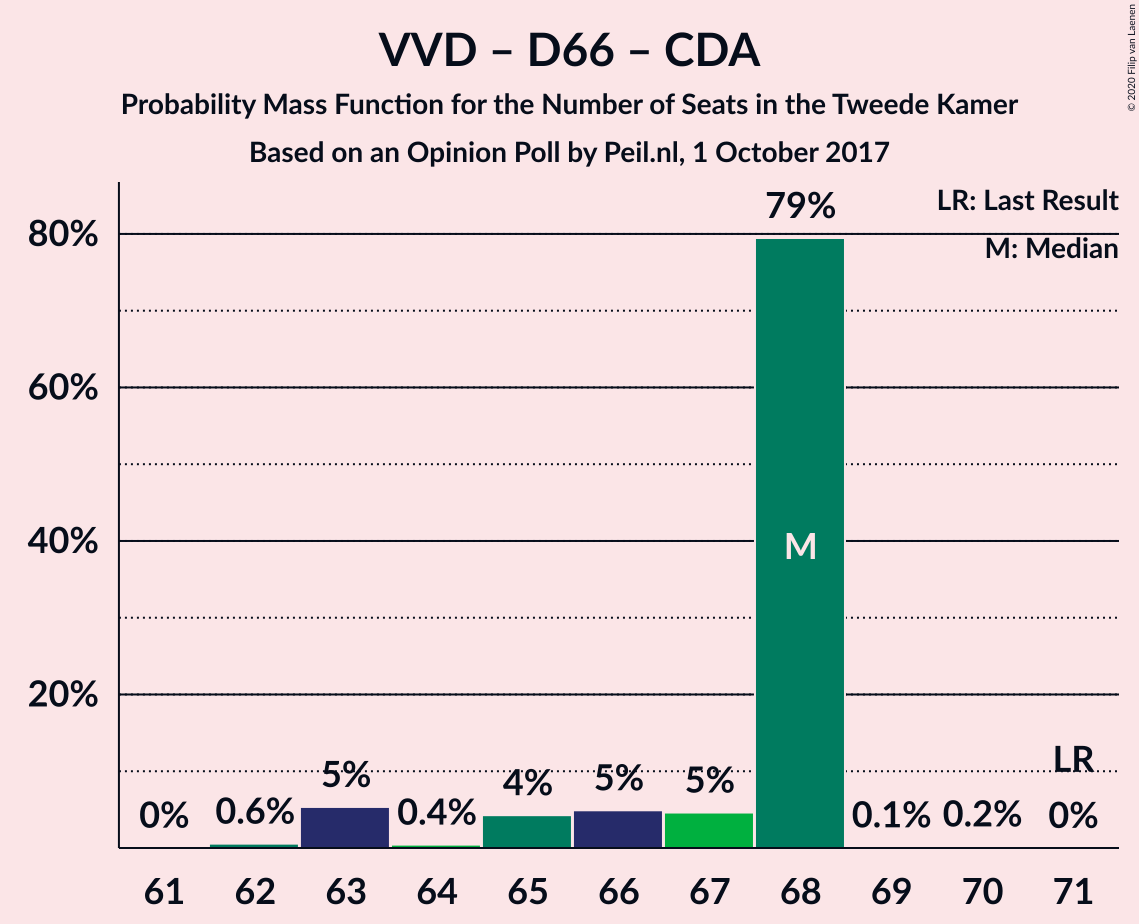 VVD – D66 – CDA
Probability Mass Function for the Number of Seats in the Tweede Kamer
Based on an Opinion Poll by Peil.nl, 1 October 2017
© 2020 Filip van Laenen
LR: Last Result
M: Median
80%
60%
40%
20%
0%
0.6%
5%
0.4%
4%
5%
5%
79%
M
0.1%
0.2%
LR
0%
61 62 63 64 65 66 67 68 69 70 71